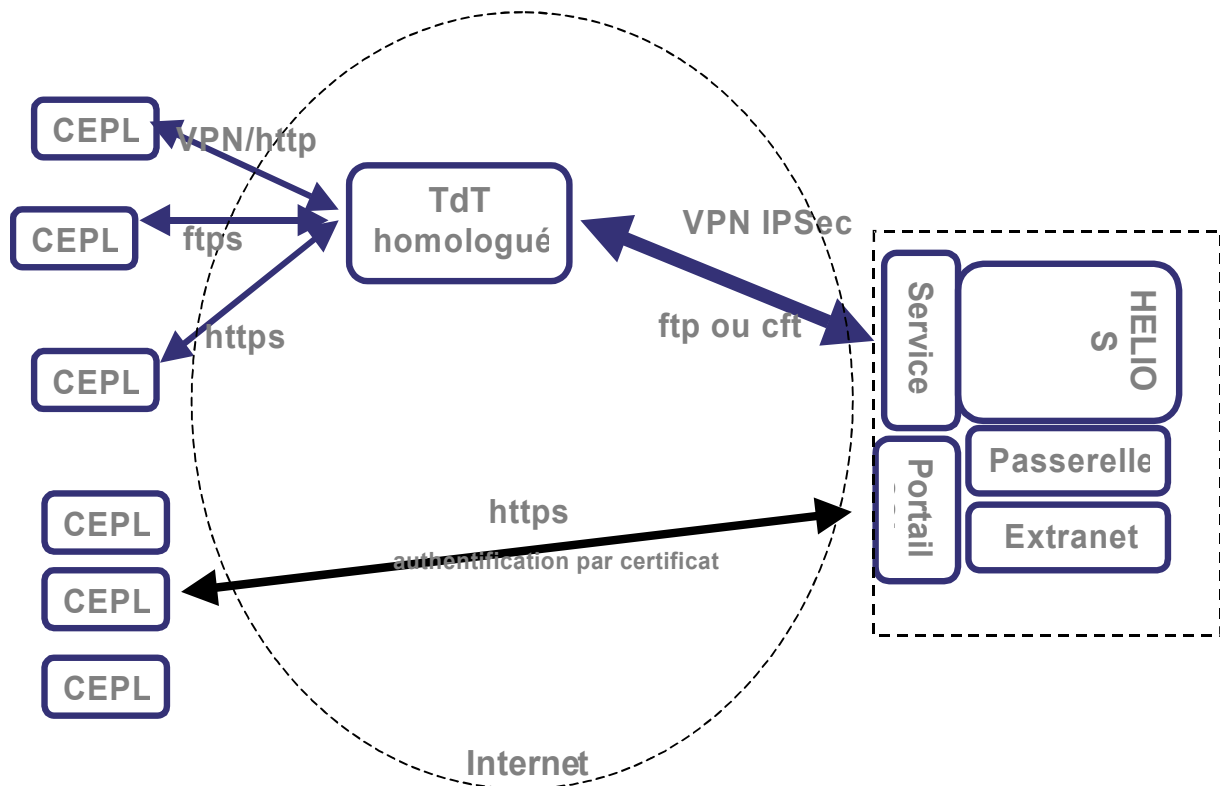 CEPL
VPN/http
TdT
homologué
VPN IPSec
CEPL
ftps
Service
HELIO
S
ftp ou cft
https
CEPL
Passerelle
Portail
CEPL
https
Extranet
authentification par certificat
CEPL
CEPL
Internet